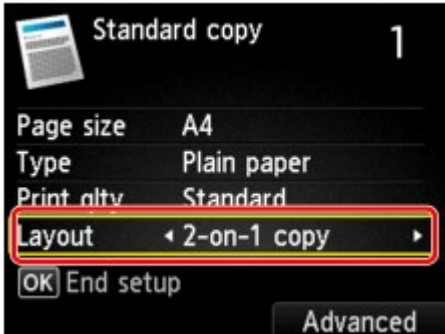 Standard copy 1
Page size A4
Type Plain paper
Print qlty Standard
Layout 2-on-1 copy
OK End setup
Advanced